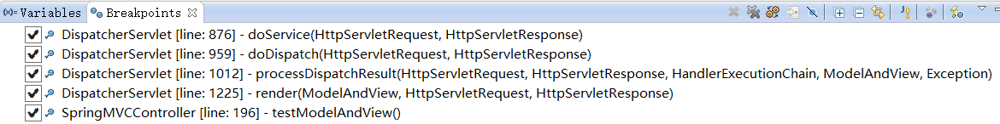 (x)= Variables Breakpoints
DispatcherServlet [line: 876] - doService(HttpServletRequest, HttpServletResponse)
DispatcherServlet [line: 959] - doDispatch(HttpServletRequest, HttpServletResponse)
DispatcherServlet [line: 1012] - processDispatchResult(HttpServletRequest, HttpServletResponse, HandlerExecutionChain, ModelAndView, Exception)
DispatcherServlet [line: 1225] - render(ModelAndView, HttpServletRequest, HttpServletResponse)
SpringMVCController [line: 196] - testModelAndView()